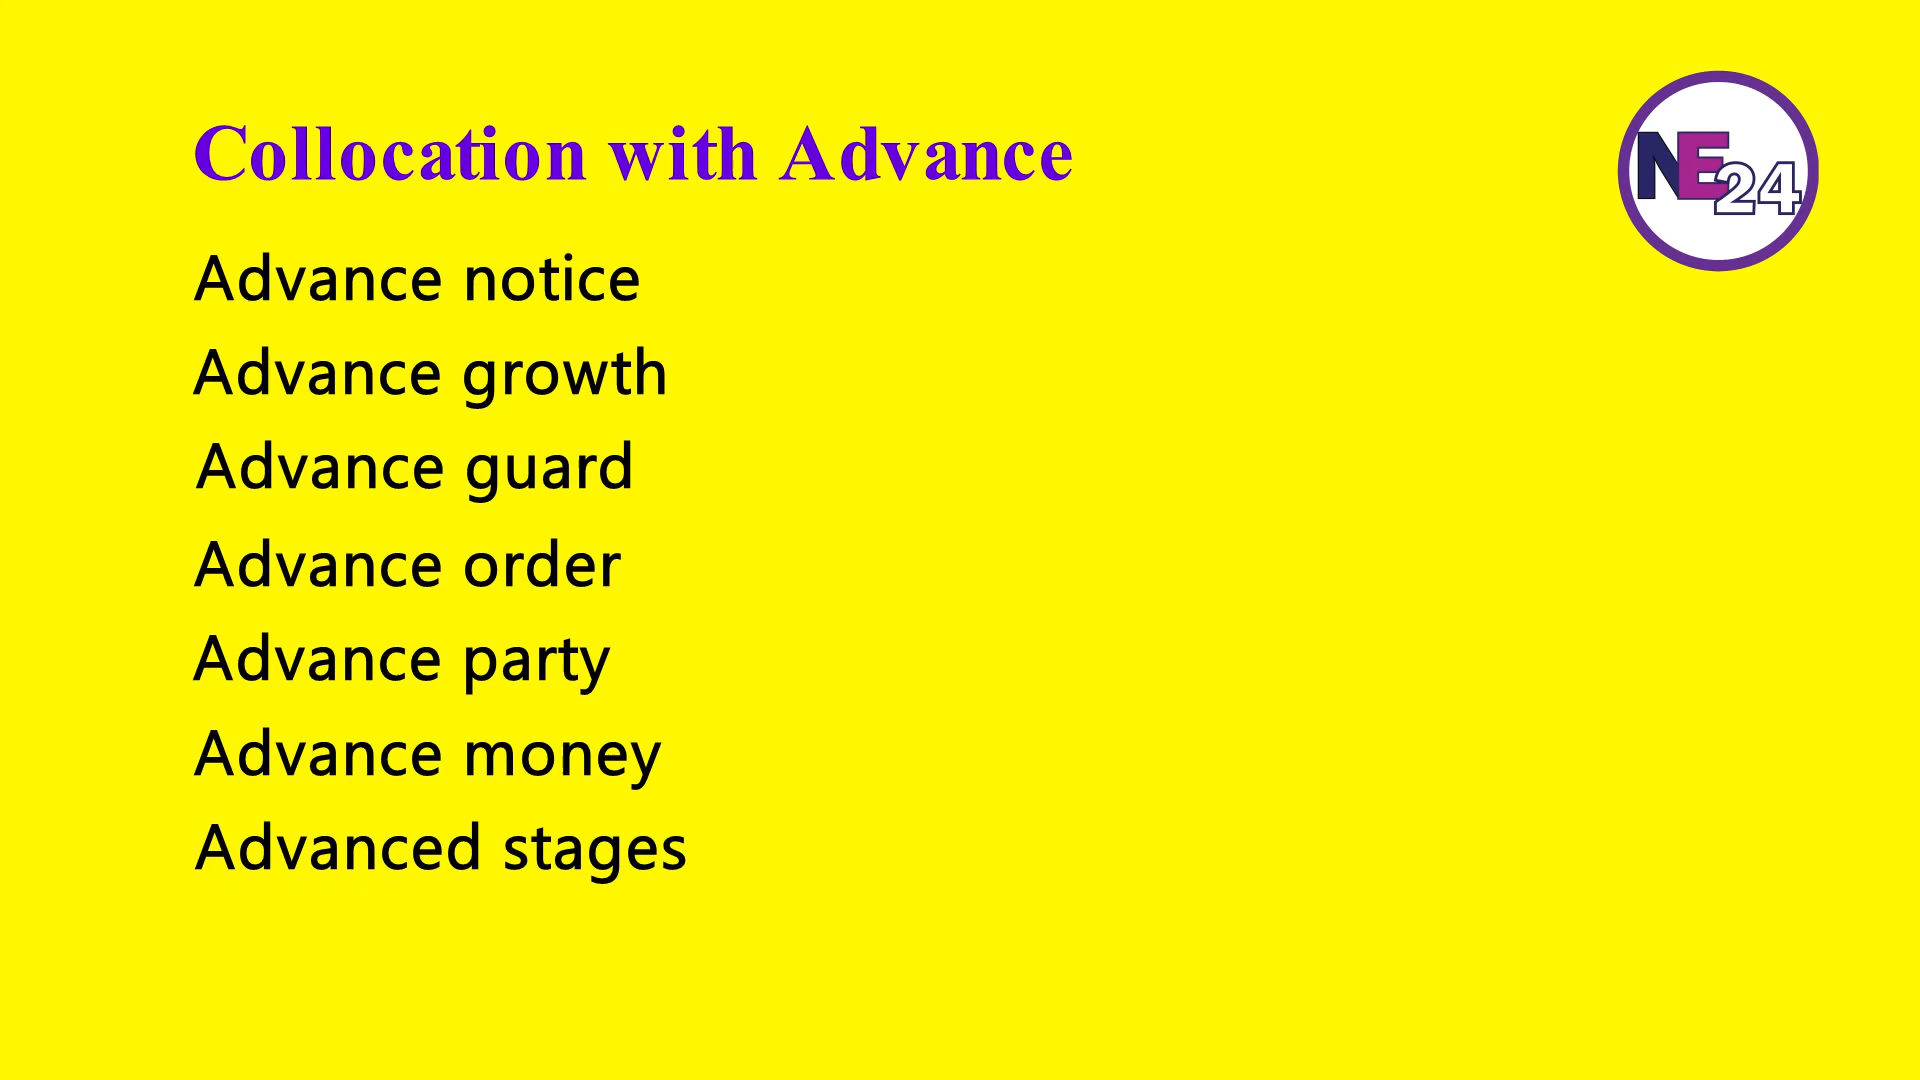 Collocation with Advance
NE24
Advance notice
Advance growth
Advance guard
Advance order
Advance party
Advance money
Advanced stages